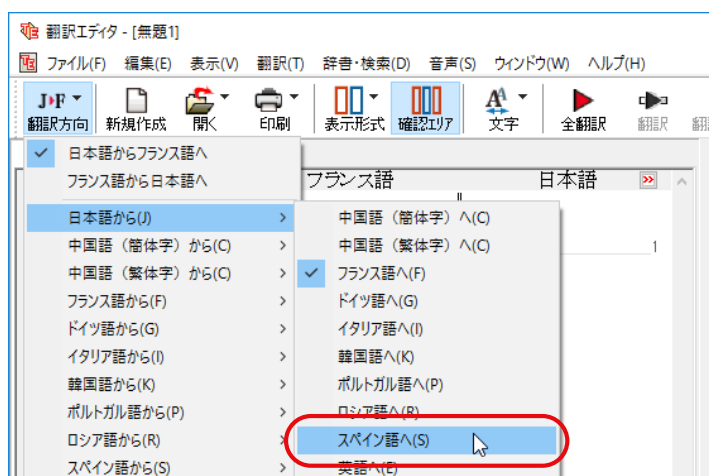 翻訳エディタ - [無題1]
ファイル(F) 編集(E) 表示(V) 翻訳(T) 辞書・検索(D) 音声(S) ウィンドウ(W) ヘルプ(H)
J▸F
翻訳方向 新規作成 開く 印刷 表示形式 確認エリア 文字 全翻訳 翻訳
日本語からフランス語へ
フランス語から日本語へ
フランス語 日本語
日本語から(J)
中国語（簡体字）から(C)
中国語（繁体字）から(C)
フランス語から(F)
ドイツ語から(G)
イタリア語から(I)
韓国語から(K)
ポルトガル語から(P)
ロシア語から(R)
スペイン語から(S)
中国語（簡体字）へ(C)
中国語（繁体字）へ(C)
フランス語へ(F)
ドイツ語へ(G)
イタリア語へ(I)
韓国語へ(K)
ポルトガル語へ(P)
ロシア語へ(R)
スペイン語へ(S)
英語へ(E)
1